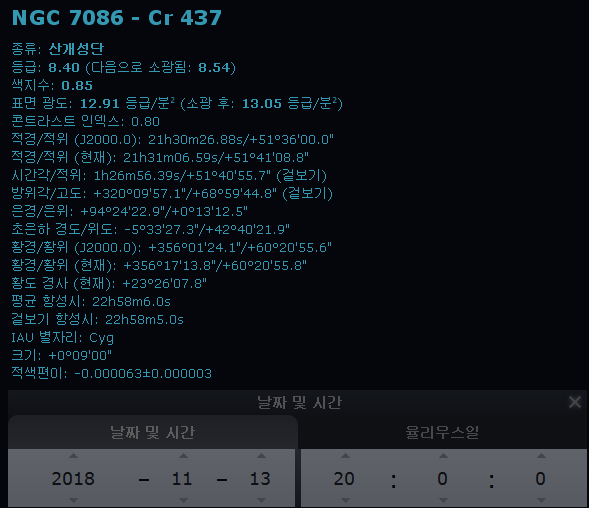 NGC 7086 - Cr 437
종류: 산개성단
등급: 8.40 (다음으로 소광됨: 8.54)
색지수: 0.85
표면 광도: 12.91 등급/분² (소광 후: 13.05 등급/분²)
콘트라스트 인덱스: 0.80
적경/적위 (J2000.0): 21h30m26.88s/+51°36'00.0"
적경/적위 (현재): 21h31m06.59s/+51°41'08.8"
시간각/적위: 1h26m56.39s/+51°40'55.7" (겉보기)
방위각/고도: +320°09'57.1"/+68°59'44.8" (겉보기)
은경/은위: +94°24'22.9"/+0°13'12.5"
초은하 경도/위도: -5°33'27.3"/+42°40'21.9"
황경/황위 (J2000.0): +356°01'24.1"/+60°20'55.6"
황경/황위 (현재): +356°17'13.8"/+60°20'55.8"
황도 경사 (현재): +23°26'07.8"
평균 항성시: 22h58m6.0s
겉보기 항성시: 22h58m5.0s
IAU 별자리: Cyg
크기: +0°09'00"
적색편이: -0.000063±0.000003
날짜 및 시간
날짜 및 시간 율리우스일
2018 - 11 - 13 20 : 0 : 0